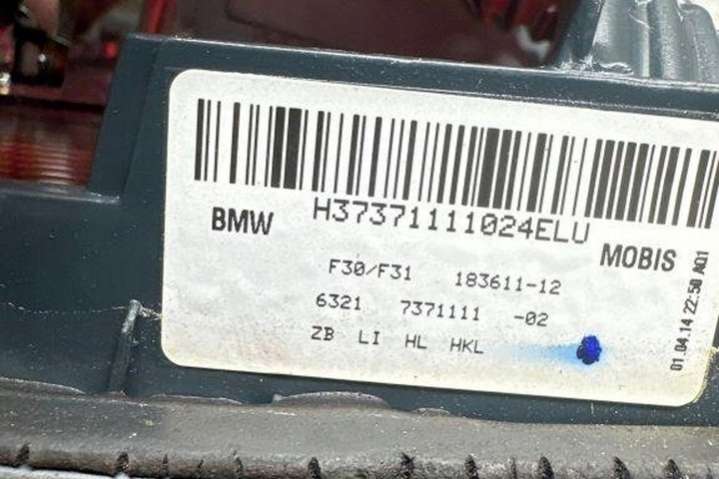 H37371111024ELU
BMW
MOBIS
F30/F31 183611-12
6321 7371111 -02
ZB LI HL HKL
01.04.14 22:58 A01